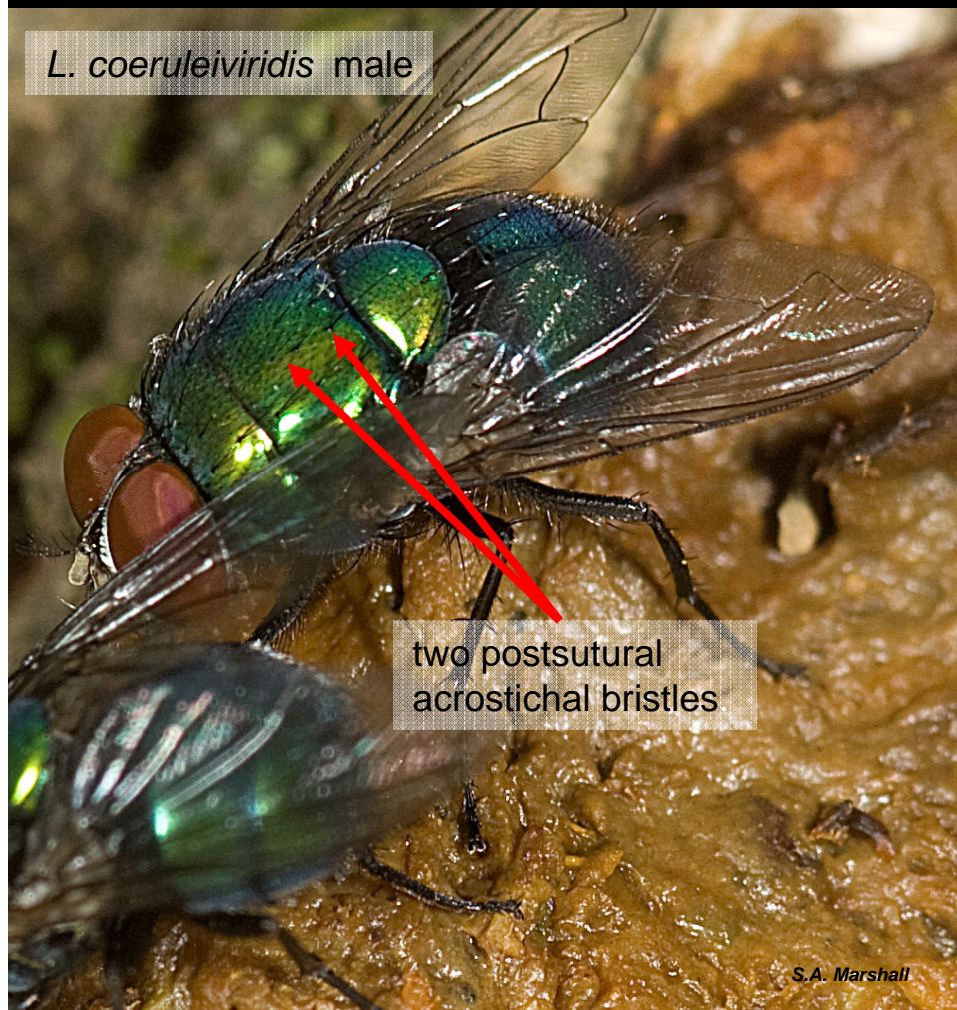 L. coeruleiviridis male
two postsutural
acrostichal bristles
S.A. Marshall